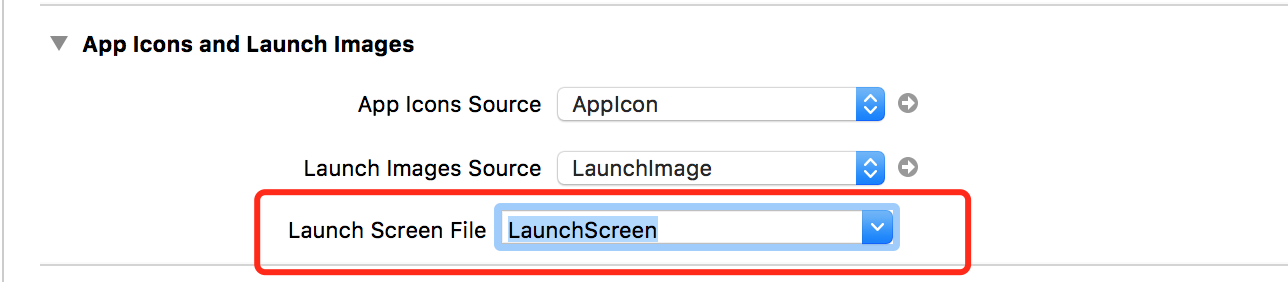 App Icons and Launch Images
App Icons Source AppIcon
Launch Images Source LaunchImage
Launch Screen File LaunchScreen